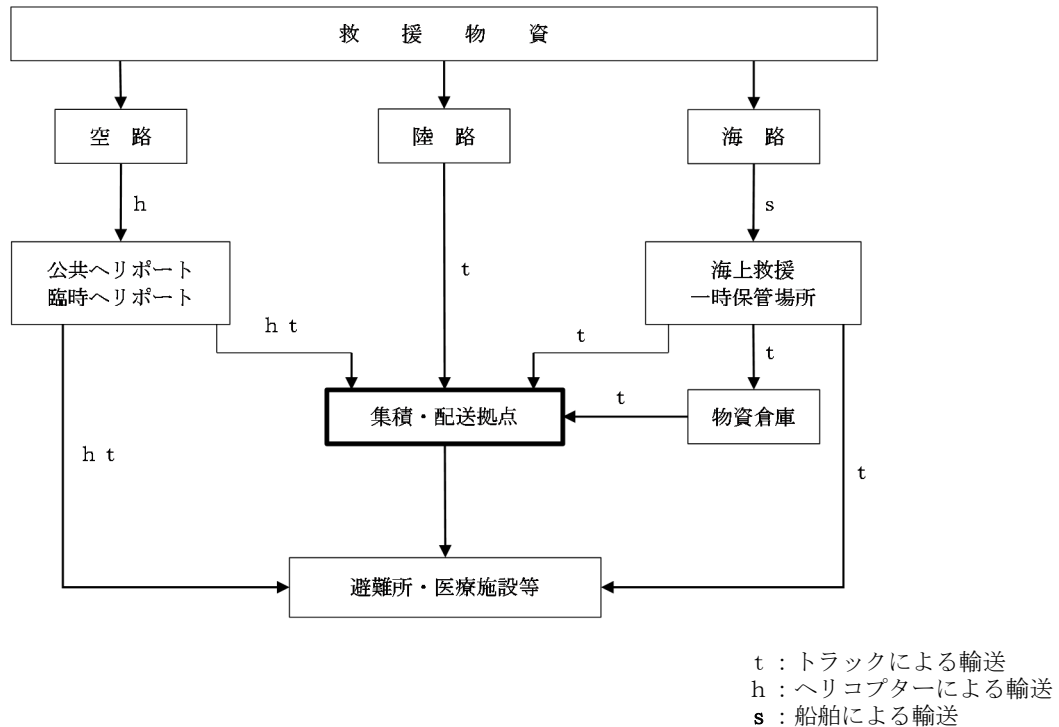 救 援 物 資
空 路
陸 路
海 路
h
s
公共ヘリポート
臨時ヘリポート
t
海上救援
一時保管場所
h t
t
t
集積・配送拠点
t
物資倉庫
h t
t
避難所・医療施設等
t：トラックによる輸送
h：ヘリコプターによる輸送
s：船舶による輸送